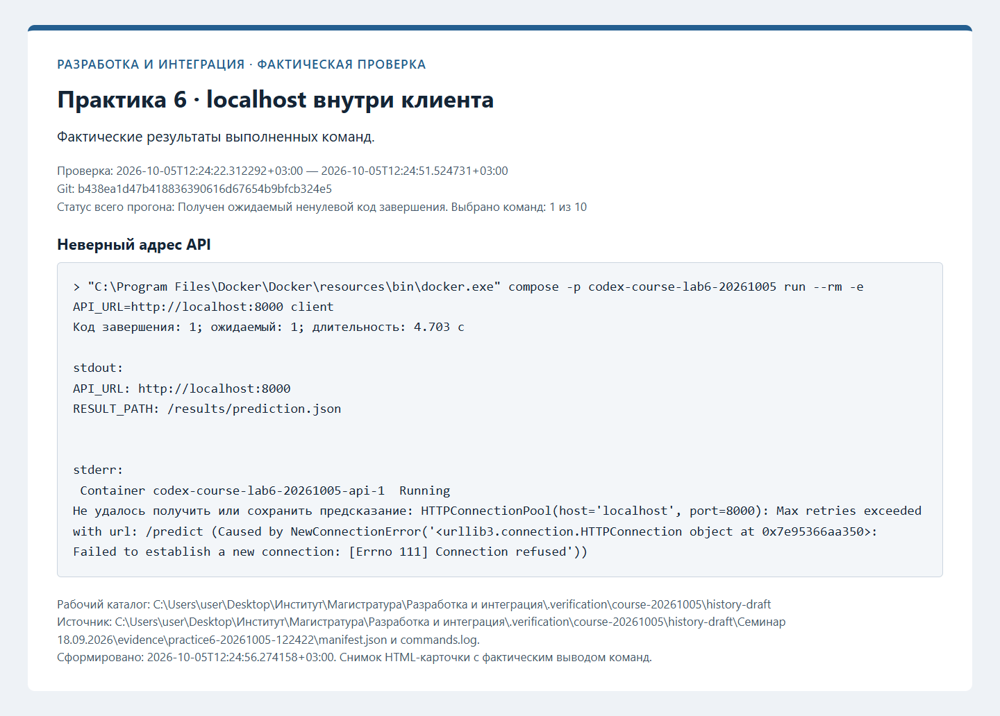 РАЗРАБОТКА И ИНТЕГРАЦИЯ · ФАКТИЧЕСКАЯ ПРОВЕРКА
Практика 6 · localhost внутри клиента
Фактические результаты выполненных команд.
Проверка: 2026-10-05T12:24:22.312292+03:00 — 2026-10-05T12:24:51.524731+03:00
Git: b438ea1d47b418836390616d67654b9bfcb324e5
Статус всего прогона: Получен ожидаемый ненулевой код завершения. Выбрано команд: 1 из 10
Неверный адрес API
> "C:\Program Files\Docker\Docker\resources\bin\docker.exe" compose -p codex-course-lab6-20261005 run --rm -e
API_URL=http://localhost:8000 client
Код завершения: 1; ожидаемый: 1; длительность: 4.703 с
stdout:
API_URL: http://localhost:8000
RESULT_PATH: /results/prediction.json
stderr:
Container codex-course-lab6-20261005-api-1  Running
Не удалось получить или сохранить предсказание: HTTPConnectionPool(host='localhost', port=8000): Max retries exceeded
with url: /predict (Caused by NewConnectionError('<urllib3.connection.HTTPConnection object at 0x7e95366aa350>:
Failed to establish a new connection: [Errno 111] Connection refused'))
Рабочий каталог: C:\Users\user\Desktop\Институт\Магистратура\Разработка и интеграция\.verification\course-20261005\history-draft
Источник: C:\Users\user\Desktop\Институт\Магистратура\Разработка и интеграция\.verification\course-20261005\history-draft\Семинар
18.09.2026\evidence\practice6-20261005-122422\manifest.json и commands.log.
Сформировано: 2026-10-05T12:24:56.274158+03:00. Снимок HTML-карточки с фактическим выводом команд.